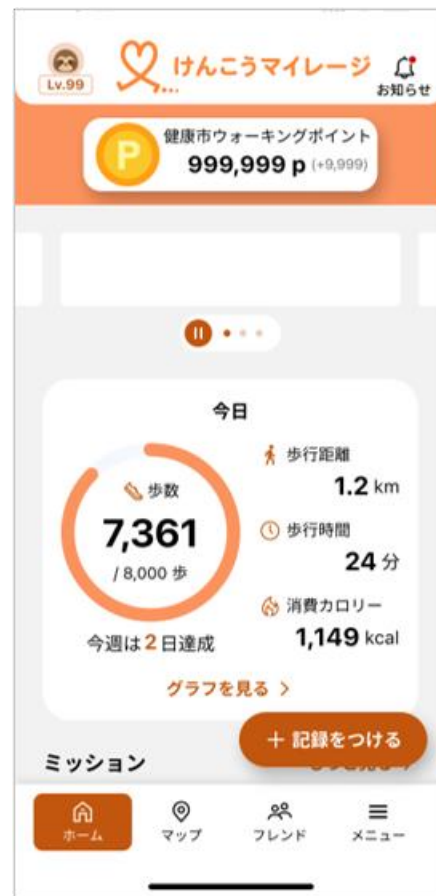 Lv.99
けんこうマイレージ
お知らせ
P
健康市ウォーキングポイント
999,999 p (+9,999)
今日
歩数
7,361
/ 8,000 歩
今週は2日達成
歩行距離
1.2 km
歩行時間
24 分
消費カロリー
1,149 kcal
グラフを見る >
ミッション
+ 記録をつける
ホーム
マップ
フレンド
メニュー